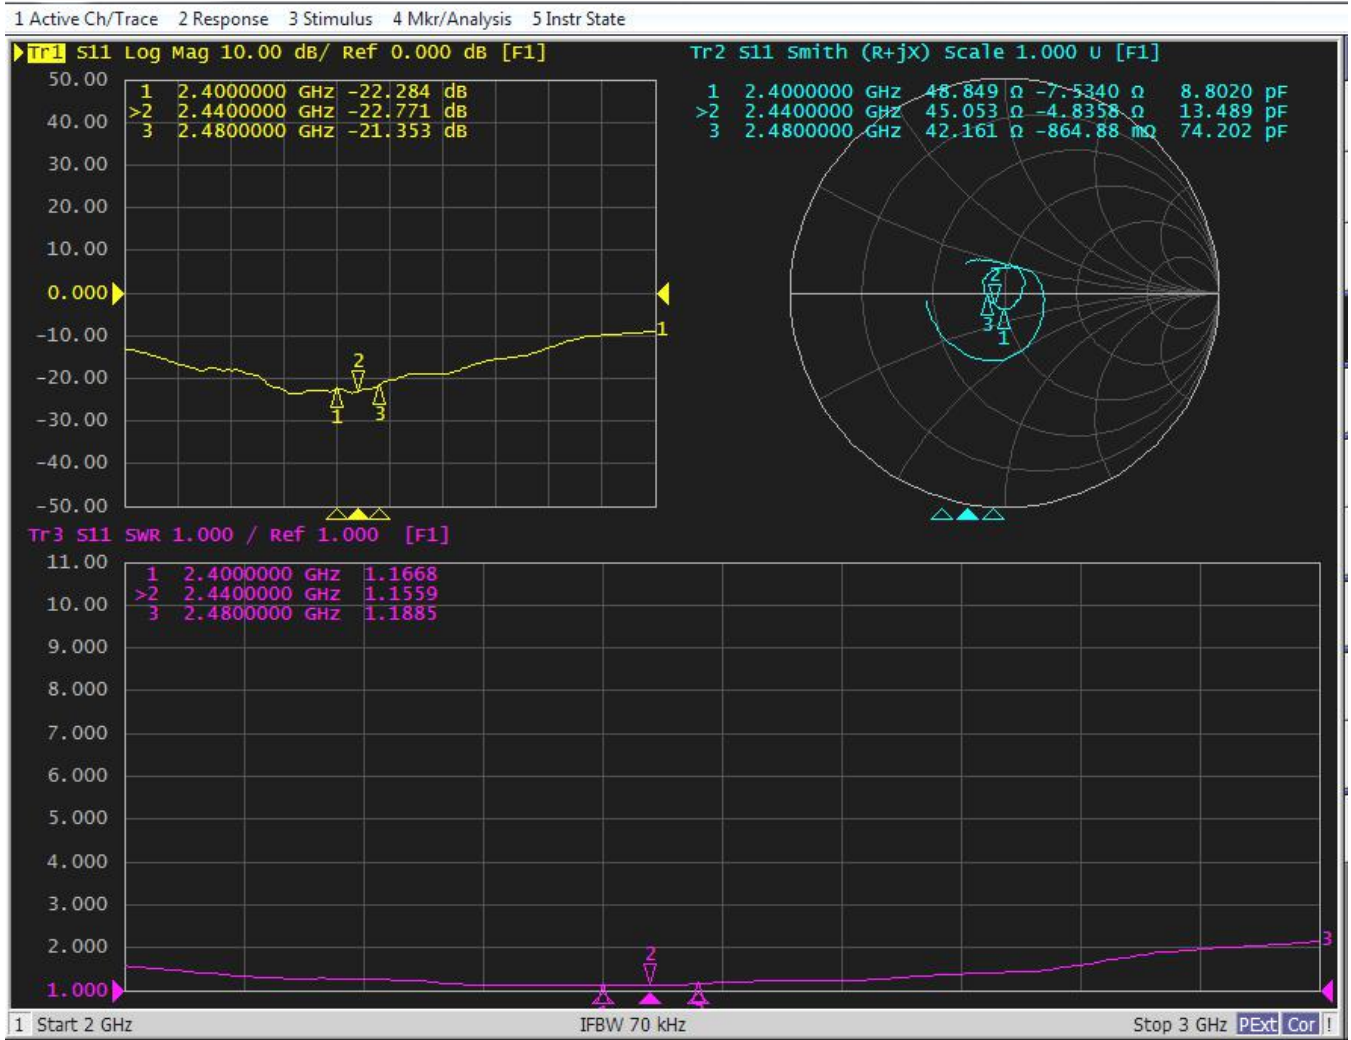 1 Active Ch/Trace 2 Response 3 Stimulus 4 Mkr/Analysis 5 Instr State
Tr1 S11 Log Mag 10.00 dB/ Ref 0.000 dB [F1]
50.00
40.00
30.00
20.00
10.00
0.000
-10.00
-20.00
-30.00
-40.00
-50.00
1 2.4000000 GHz -22.284 dB
>2 2.4400000 GHz -22.771 dB
3 2.4800000 GHz -21.353 dB
1
2
3
1
Tr2 S11 Smith (R+jX) Scale 1.000 U [F1]
1 2.4000000 GHz 48.849 Ω -7.5340 Ω 8.8020 pF
>2 2.4400000 GHz 45.053 Ω -4.8358 Ω 13.489 pF
3 2.4800000 GHz 42.161 Ω -864.88 mΩ 74.202 pF
2
3
1
Tr3 S11 SWR 1.000 / Ref 1.000 [F1]
11.00
10.00
9.000
8.000
7.000
6.000
5.000
4.000
3.000
2.000
1.000
1 2.4000000 GHz 1.1668
>2 2.4400000 GHz 1.1559
3 2.4800000 GHz 1.1885
2
3
1 Start 2 GHz IFBW 70 kHz Stop 3 GHz PExt Cor !